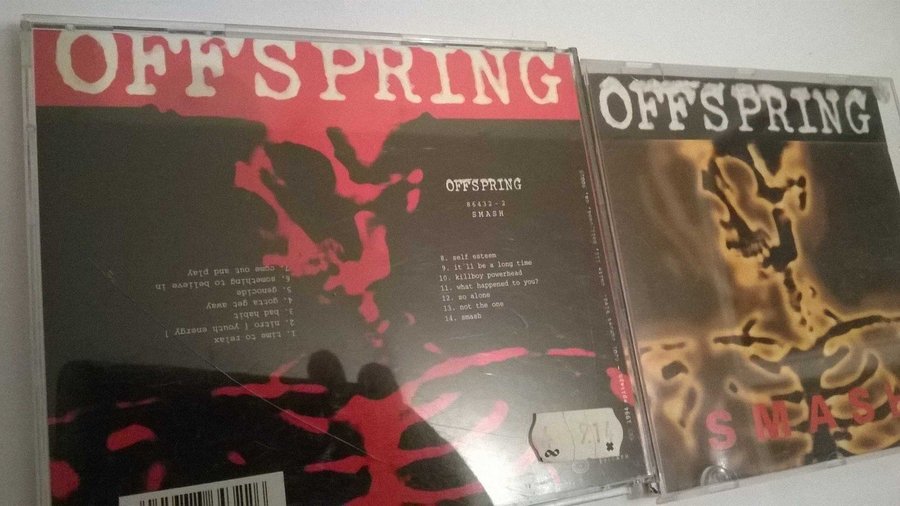 OFFSPRING
OFFSPRING
86432-2
SMASH
1. time to relax
2. nitro ( youth energy )
3. bad habit
4. gotta get away
5. genocide
6. something to believe in
7. come out and play
8. self esteem
9. it ll be a long time
10. killboy powerhead
11. what happened to you?
12. so alone
13. not the one
14. smash
1994 epitaph
OFFSPRING
SMASH